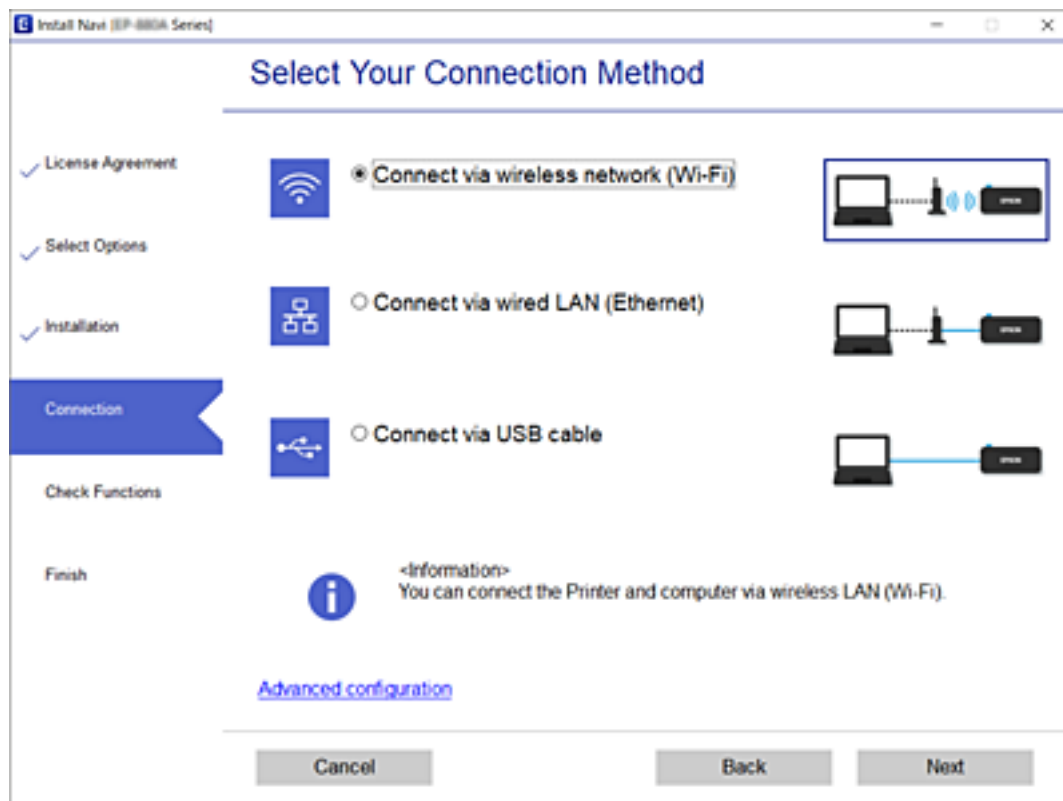 Install Navi [EP-880A Series]
Select Your Connection Method
License Agreement
Select Options
Installation
Connection
Check Functions
Finish
Connect via wireless network (Wi-Fi)
Connect via wired LAN (Ethernet)
Connect via USB cable
<Information>
You can connect the Printer and computer via wireless LAN (Wi-Fi).
Advanced configuration
Cancel
Back
Next